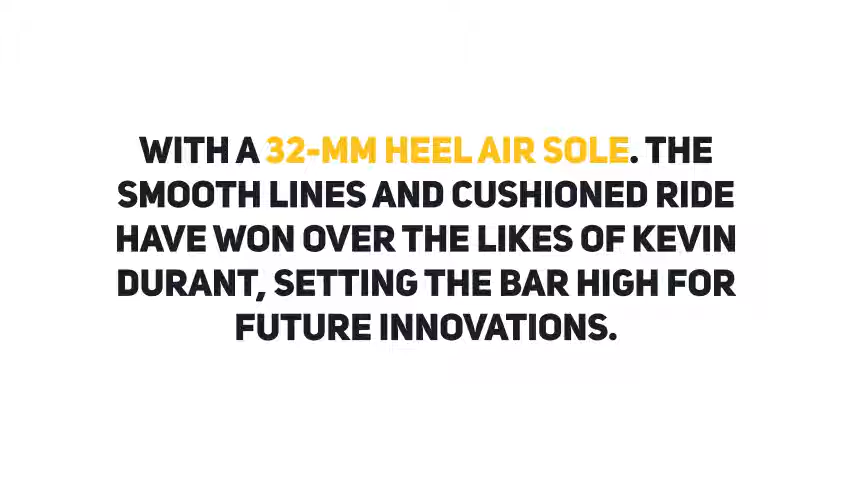 WITH A 32-MM HEEL AIR SOLE. THE
SMOOTH LINES AND CUSHIONED RIDE
HAVE WON OVER THE LIKES OF KEVIN
DURANT, SETTING THE BAR HIGH FOR
FUTURE INNOVATIONS.